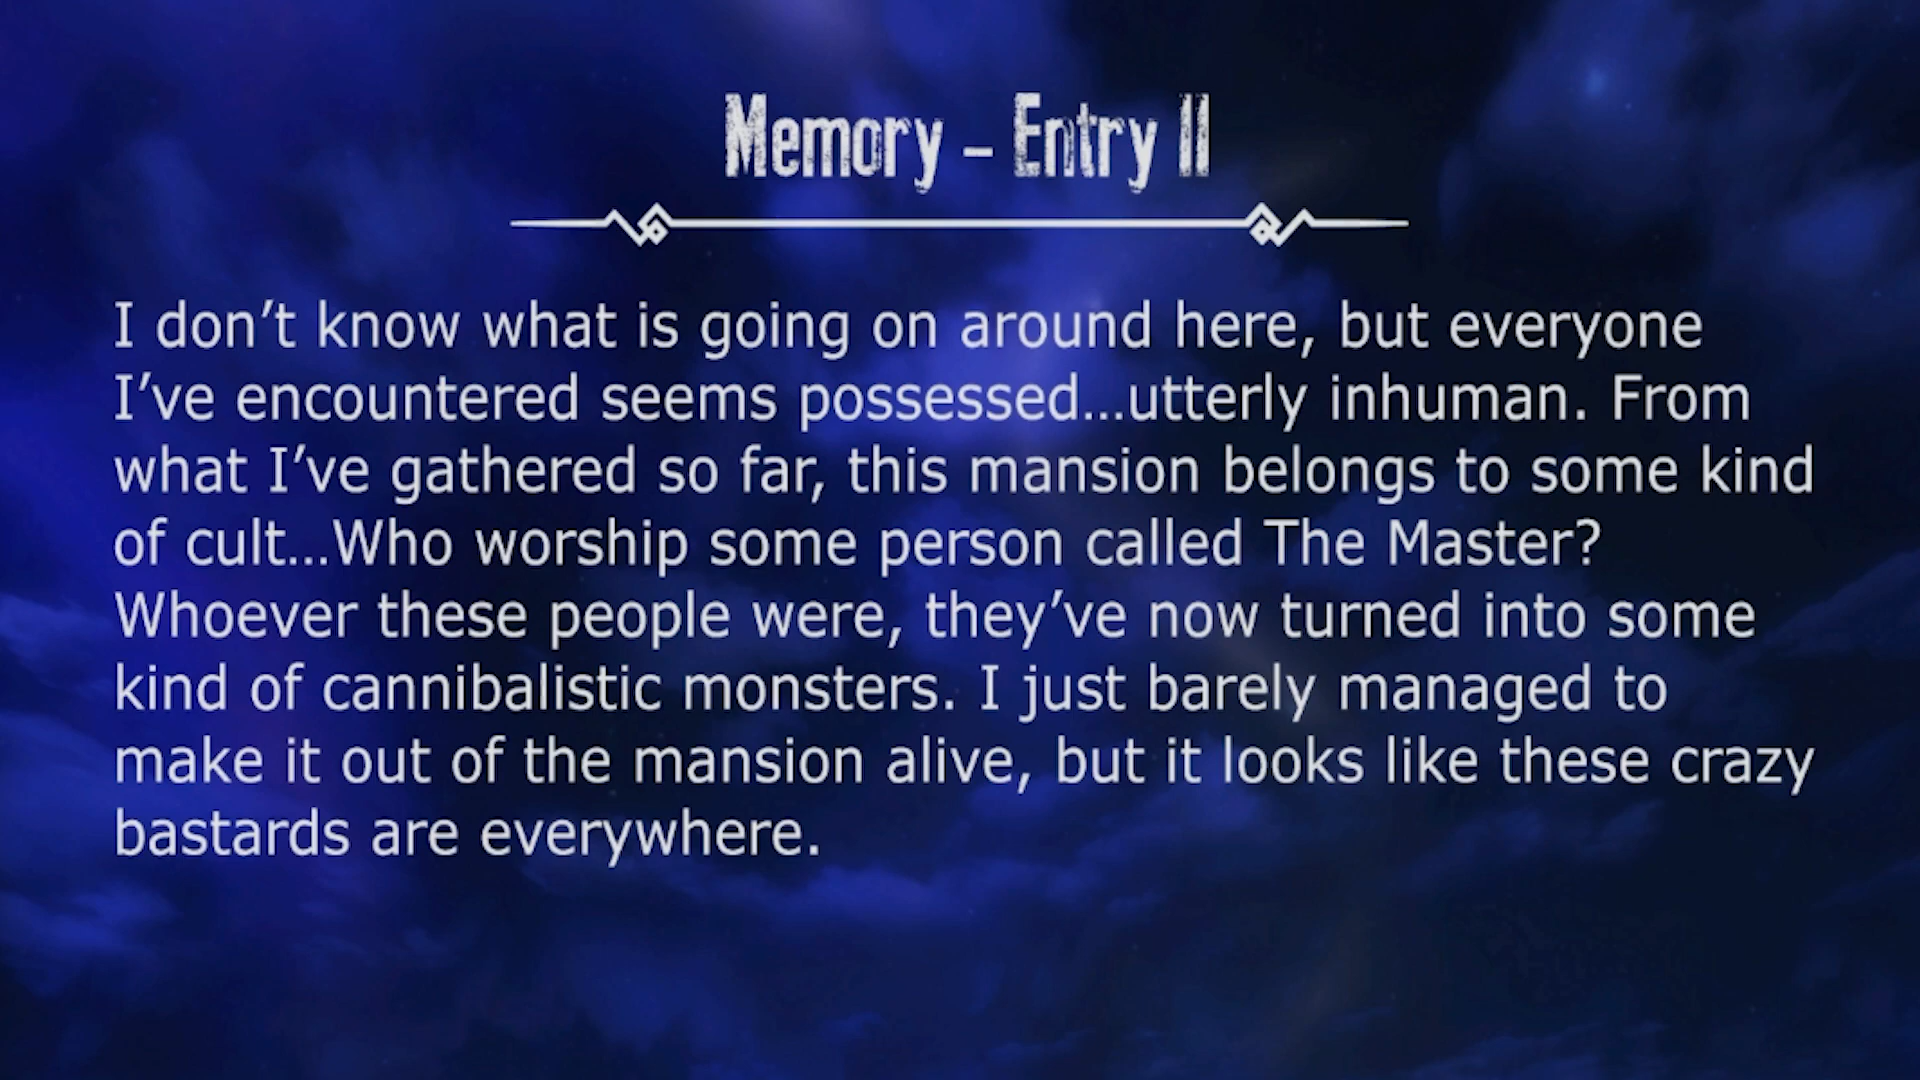 Memory - Entry II
I don’t know what is going on around here, but everyone
I’ve encountered seems possessed...utterly inhuman. From
what I’ve gathered so far, this mansion belongs to some kind
of cult...Who worship some person called The Master?
Whoever these people were, they’ve now turned into some
kind of cannibalistic monsters. I just barely managed to
make it out of the mansion alive, but it looks like these crazy
bastards are everywhere.